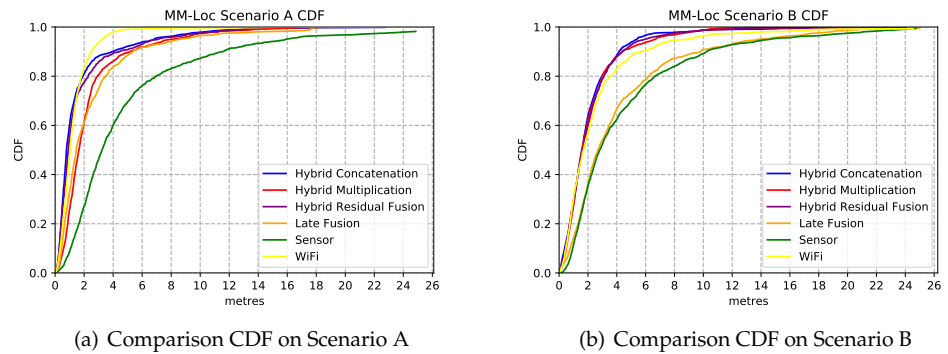 MM-Loc Scenario A CDF
1.0
0.8
0.6
0.4
0.2
0.0
CDF
Hybrid Concatenation
Hybrid Multiplication
Hybrid Residual Fusion
Late Fusion
Sensor
WiFi
0 2 4 6 8 10 12 14 16 18 20 22 24 26
metres
(a) Comparison CDF on Scenario A
MM-Loc Scenario B CDF
1.0
0.8
0.6
0.4
0.2
0.0
CDF
Hybrid Concatenation
Hybrid Multiplication
Hybrid Residual Fusion
Late Fusion
Sensor
WiFi
0 2 4 6 8 10 12 14 16 18 20 22 24 26
metres
(b) Comparison CDF on Scenario B